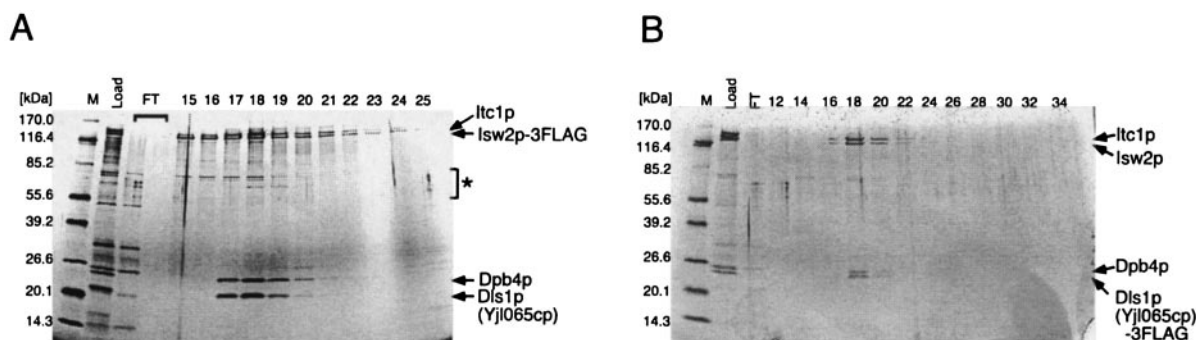 A
[kDa] M Load FT 15 16 17 18 19 20 21 22 23 24 25
170.0
116.4
85.2
55.6
39.2
26.6
20.1
14.3
Itc1p
Isw2p-3FLAG
*
Dpb4p
Dls1p
(Yjl065cp)
B
[kDa] M Load FT 12 14 16 18 20 22 24 26 28 30 32 34
170.0
116.4
85.2
55.6
39.2
26.6
20.1
14.3
Itc1p
Isw2p
Dpb4p
Dls1p
(Yjl065cp)
-3FLAG